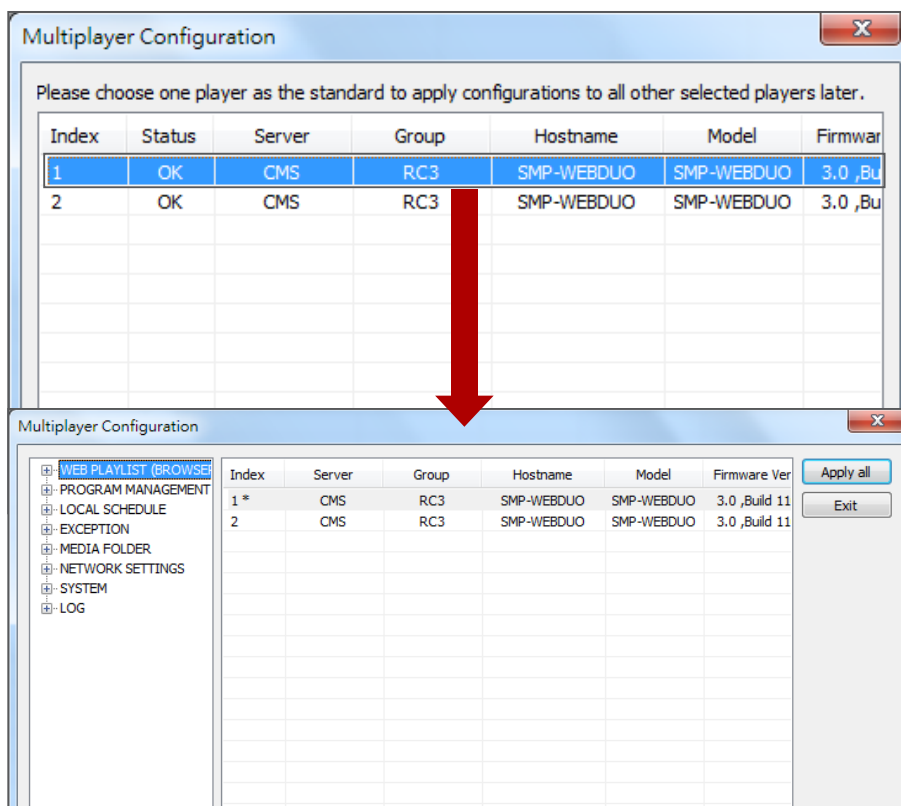 Multiplayer Configuration
Please choose one player as the standard to apply configurations to all other selected players later.
Index Status Server Group Hostname Model Firmwar
1 OK CMS RC3 SMP-WEBDUO SMP-WEBDUO 3.0 ,Bu
2 OK CMS RC3 SMP-WEBDUO SMP-WEBDUO 3.0 ,Bu
Multiplayer Configuration
WEB PLAYLIST (BROWSER
PROGRAM MANAGEMENT
LOCAL SCHEDULE
EXCEPTION
MEDIA FOLDER
NETWORK SETTINGS
SYSTEM
LOG
Index Server Group Hostname Model Firmware Ver
1 * CMS RC3 SMP-WEBDUO SMP-WEBDUO 3.0 ,Build 11
2 CMS RC3 SMP-WEBDUO SMP-WEBDUO 3.0 ,Build 11
Apply all
Exit